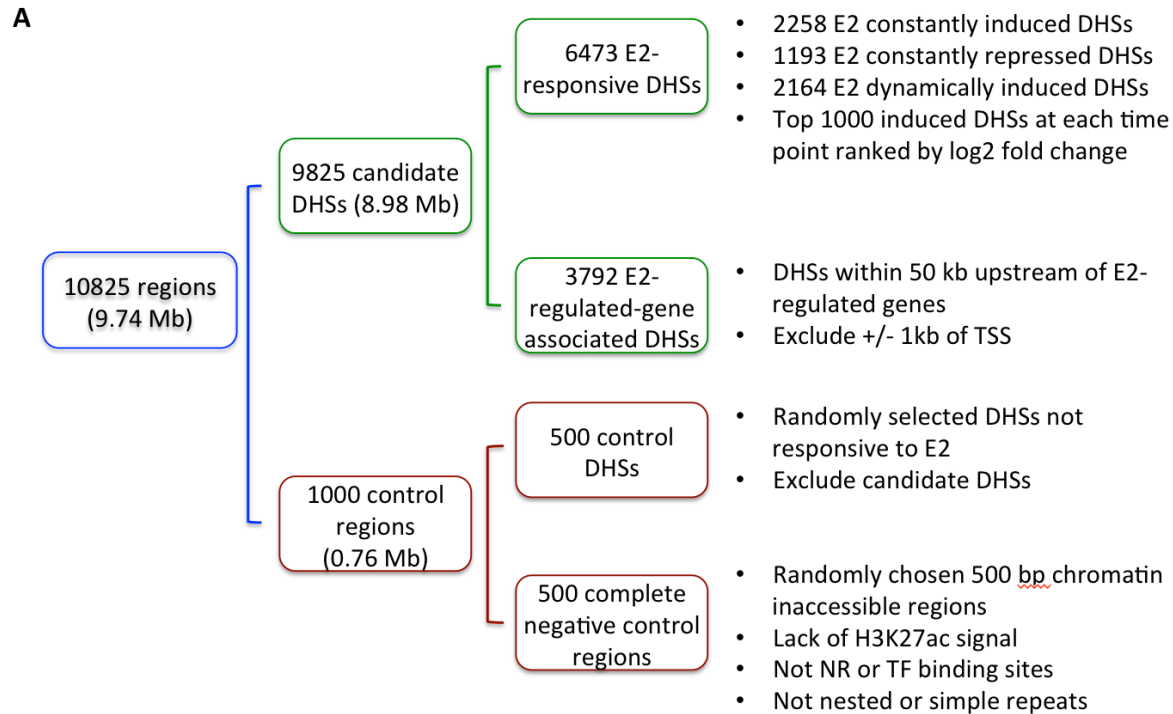 A
10825 regions
(9.74 Mb)
9825 candidate
DHSs (8.98 Mb)
6473 E2-
responsive DHSs
• 2258 E2 constantly induced DHSs
• 1193 E2 constantly repressed DHSs
• 2164 E2 dynamically induced DHSs
• Top 1000 induced DHSs at each time
point ranked by log2 fold change
3792 E2-
regulated-gene
associated DHSs
• DHSs within 50 kb upstream of E2-
regulated genes
• Exclude +/- 1kb of TSS
1000 control
regions
(0.76 Mb)
500 control
DHSs
• Randomly selected DHSs not
responsive to E2
• Exclude candidate DHSs
500 complete
negative control
regions
• Randomly chosen 500 bp chromatin
inaccessible regions
• Lack of H3K27ac signal
• Not NR or TF binding sites
• Not nested or simple repeats